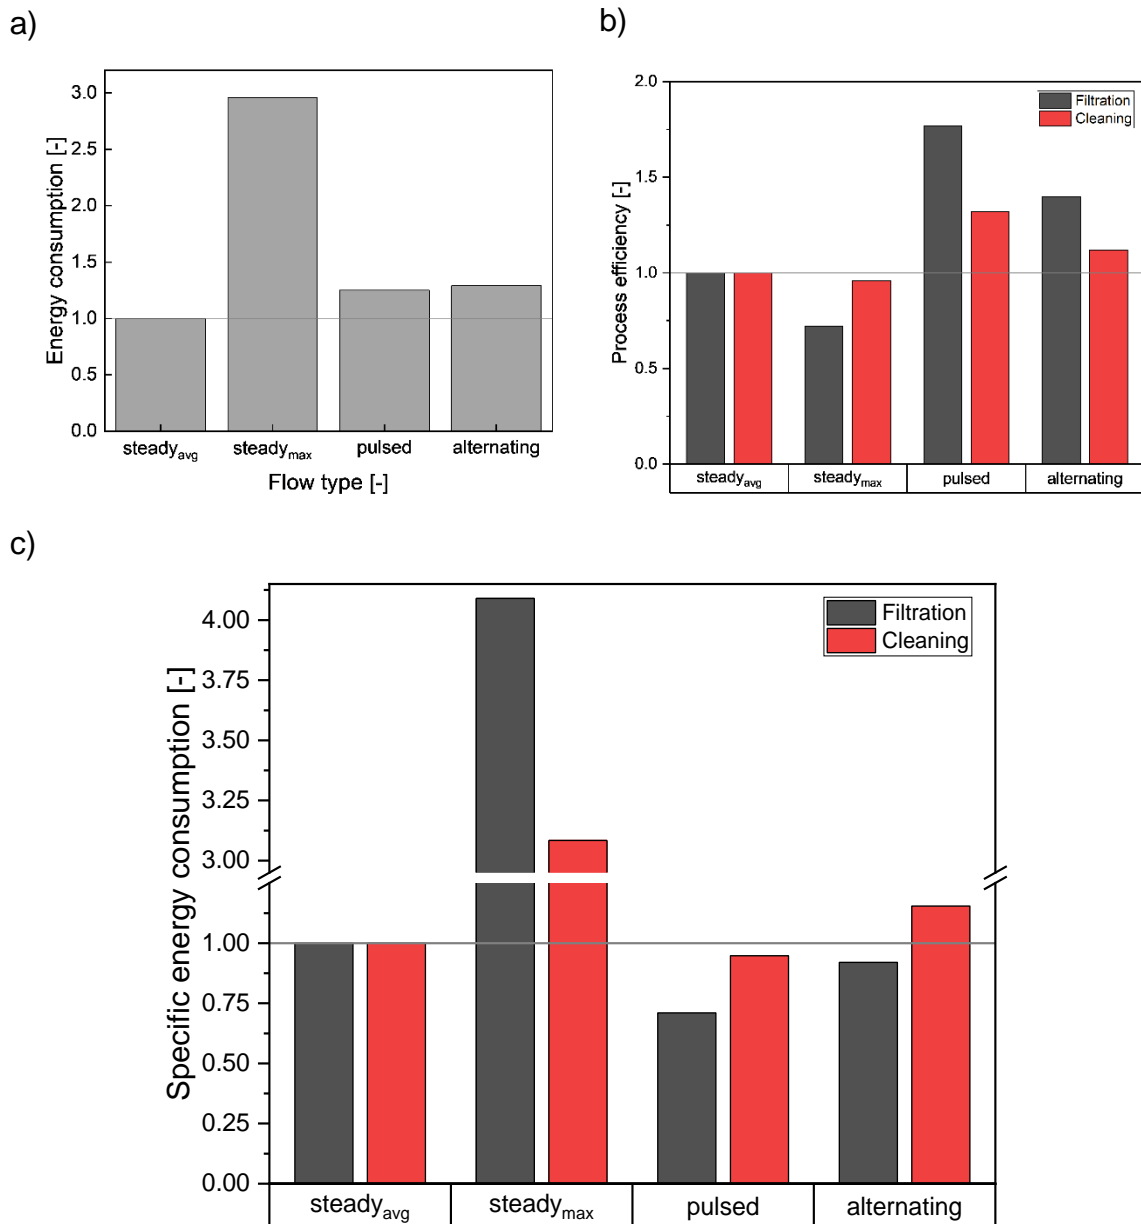 a)
Energy consumption [-]
3.0
2.5
2.0
1.5
1.0
0.5
0.0
steadyavg steadymax pulsed alternating
Flow type [-]
b)
Process efficiency [-]
2.0
1.5
1.0
0.5
0.0
Filtration
Cleaning
steadyavg steadymax pulsed alternating
c)
Specific energy consumption [-]
4.00
3.75
3.50
3.25
3.00
1.00
0.75
0.50
0.25
0.00
Filtration
Cleaning
steadyavg steadymax pulsed alternating